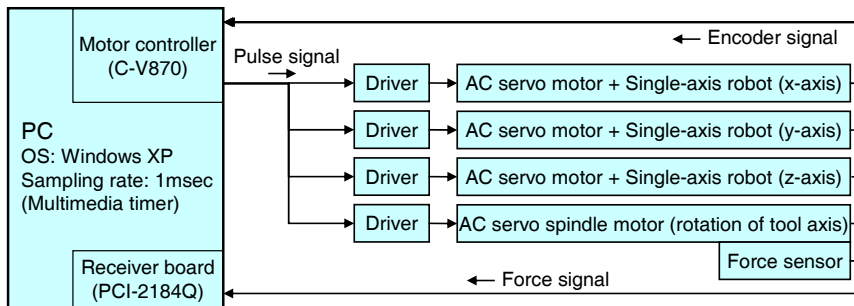 Motor controller
(C-V870)
Encoder signal
Pulse signal
Driver
AC servo motor + Single-axis robot (x-axis)
PC
OS: Windows XP
Sampling rate: 1msec
(Multimedia timer)
Driver
AC servo motor + Single-axis robot (y-axis)
Driver
AC servo motor + Single-axis robot (z-axis)
Driver
AC servo spindle motor (rotation of tool axis)
Force sensor
Receiver board
(PCI-2184Q)
Force signal